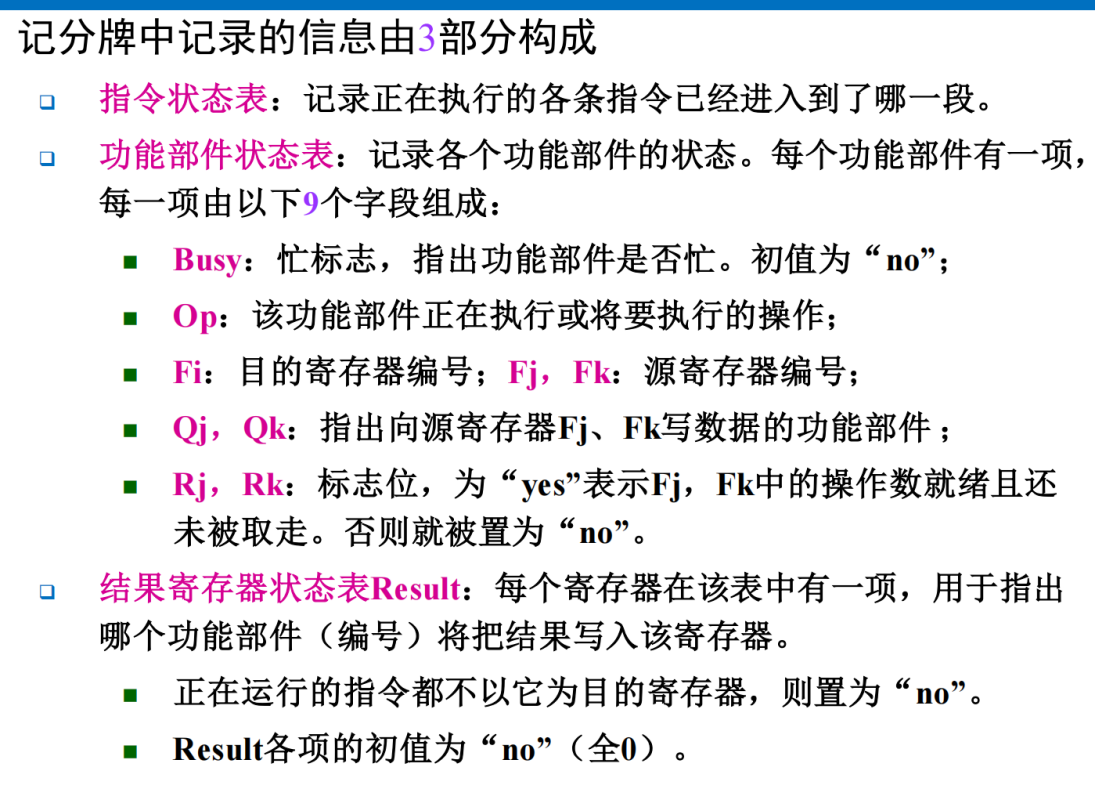 记分牌中记录的信息由3部分构成
指令状态表：记录正在执行的各条指令已经进入到了哪一段。
功能部件状态表：记录各个功能部件的状态。每个功能部件有一项，
每一项由以下9个字段组成：
Busy：忙标志，指出功能部件是否忙。初值为“no”；
Op：该功能部件正在执行或将要执行的操作；
Fi：目的寄存器编号；Fj，Fk：源寄存器编号；
Qj，Qk：指出向源寄存器Fj、Fk写数据的功能部件；
Rj，Rk：标志位，为“yes”表示Fj，Fk中的操作数就绪且还
未被取走。否则就被置为“no”。
结果寄存器状态表Result：每个寄存器在该表中有一项，用于指出
哪个功能部件（编号）将把结果写入该寄存器。
正在运行的指令都不以它为目的寄存器，则置为“no”。
Result各项的初值为“no”（全0）。